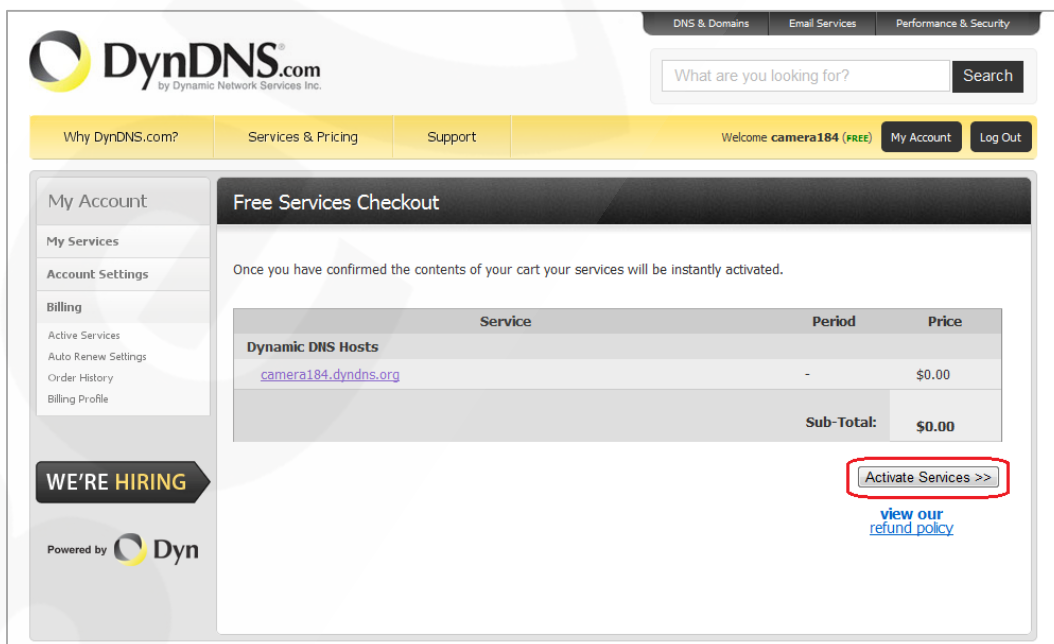 DNS & Domains Email Services Performance & Security
DynDNS.com
by Dynamic Network Services Inc.
What are you looking for? Search
Why DynDNS.com? Services & Pricing Support Welcome camera184 (FREE) My Account Log Out
My Account
My Services
Account Settings
Billing
Active Services
Auto Renew Settings
Order History
Billing Profile
WE'RE HIRING
Powered by Dyn
Free Services Checkout
Once you have confirmed the contents of your cart your services will be instantly activated.
Service Period Price
Dynamic DNS Hosts
camera184.dyndns.org - $0.00
Sub-Total: $0.00
Activate Services >>
view our
refund policy